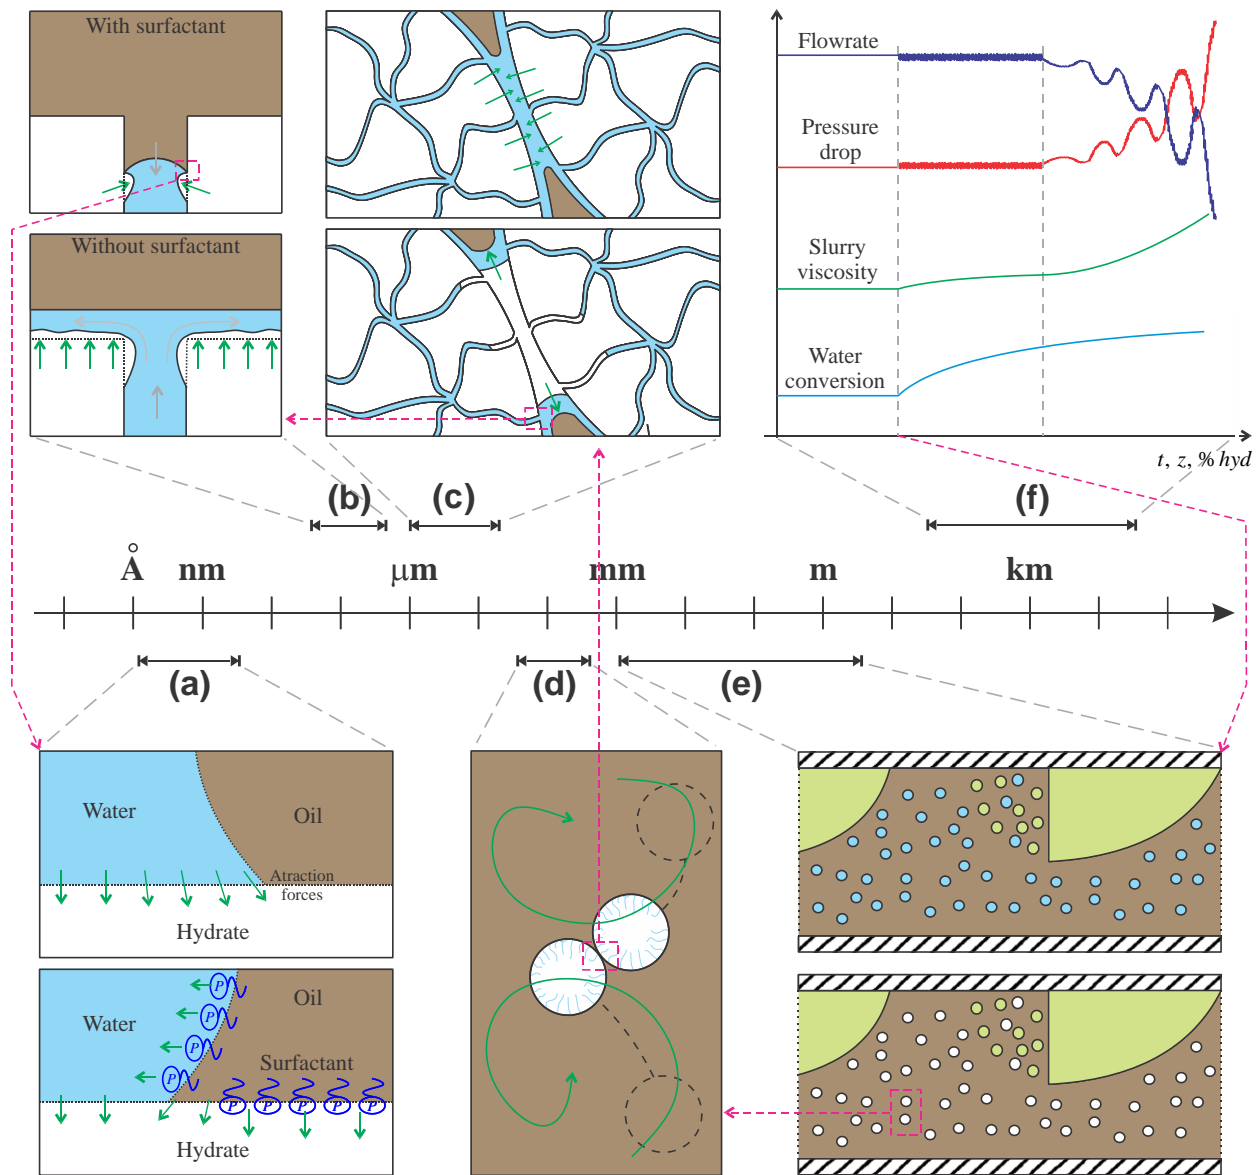 With surfactant
Without surfactant
Flowrate
Pressure
drop
Slurry
viscosity
Water
conversion
t, z, % hyd
(b)
(c)
(f)
Å nm μm mm m km
(a)
(d)
(e)
Water
Oil
Atraction
forces
Hydrate
P
Oil
P
Water
P
Surfactant
P
P P P P P
Hydrate